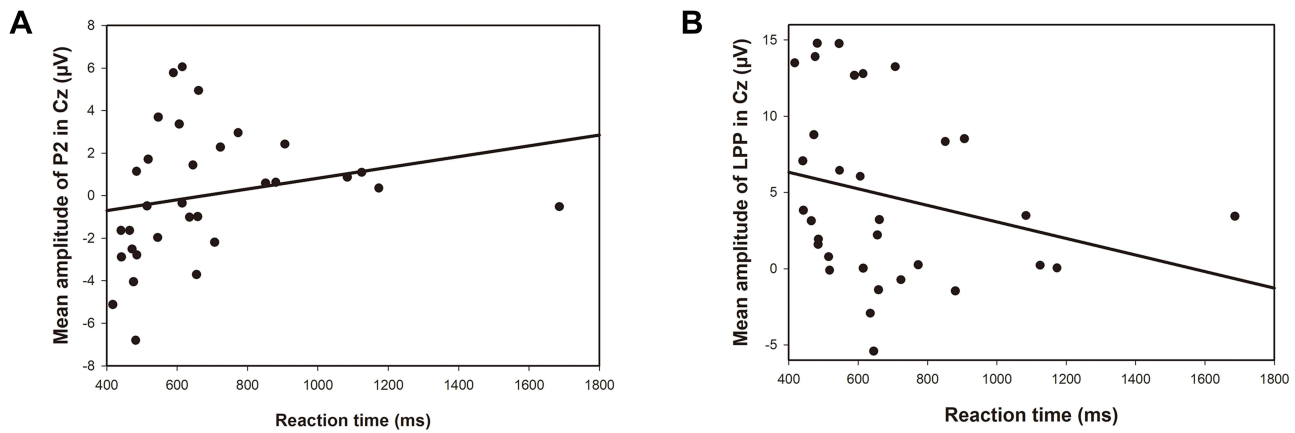 A
Mean amplitude of P2 in Cz (µV)
8
6
4
2
0
-2
-4
-6
-8
400 600 800 1000 1200 1400 1600 1800
Reaction time (ms)
B
Mean amplitude of LPP in Cz (µV)
15
10
5
0
-5
400 600 800 1000 1200 1400 1600 1800
Reaction time (ms)